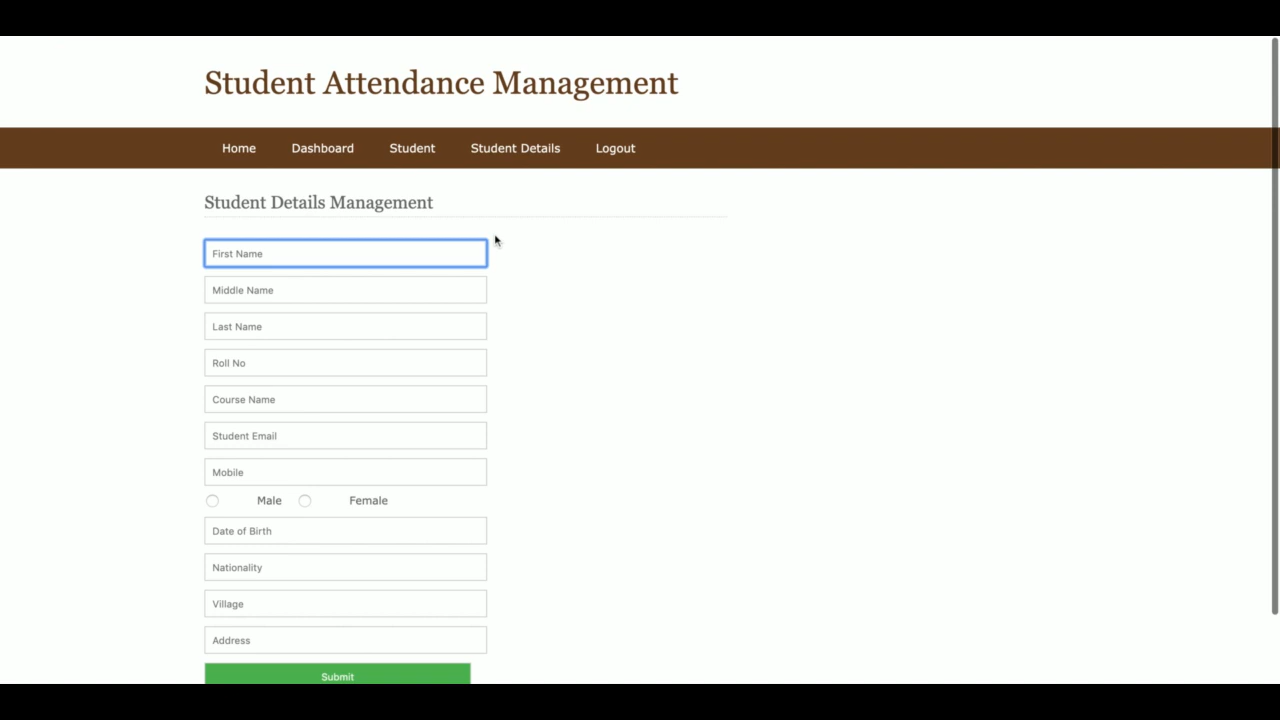 Student Attendance Management
Home Dashboard Student Student Details Logout
Student Details Management
First Name
Middle Name
Last Name
Roll No
Course Name
Student Email
Mobile
Male Female
Date of Birth
Nationality
Village
Address
Submit